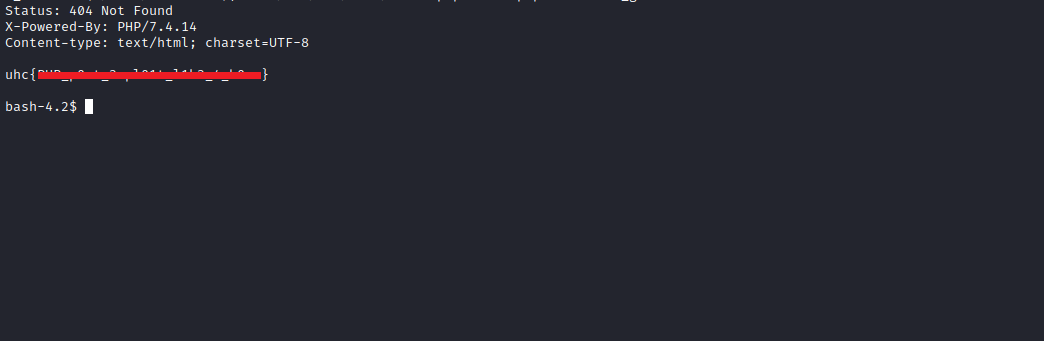 Status: 404 Not Found
X-Powered-By: PHP/7.4.14
Content-type: text/html; charset=UTF-8
uhc{ }
bash-4.2$